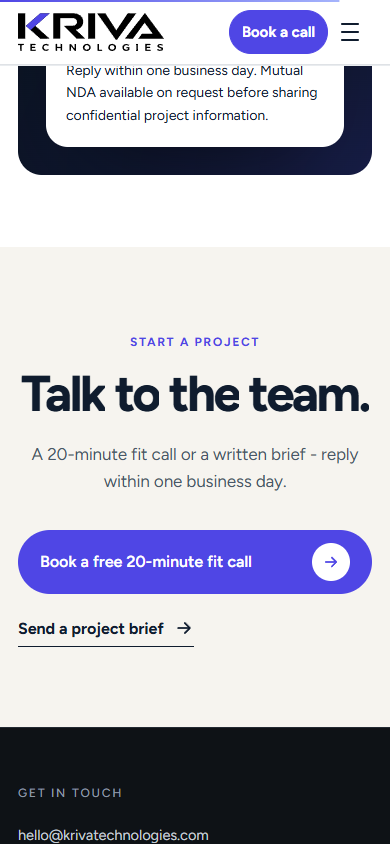 KRIVA
TECHNOLOGIES
Book a call
Reply within one business day. Mutual
NDA available on request before sharing
confidential project information.
START A PROJECT
Talk to the team.
A 20-minute fit call or a written brief - reply
within one business day.
Book a free 20-minute fit call
Send a project brief
GET IN TOUCH
hello@krivatechnologies.com